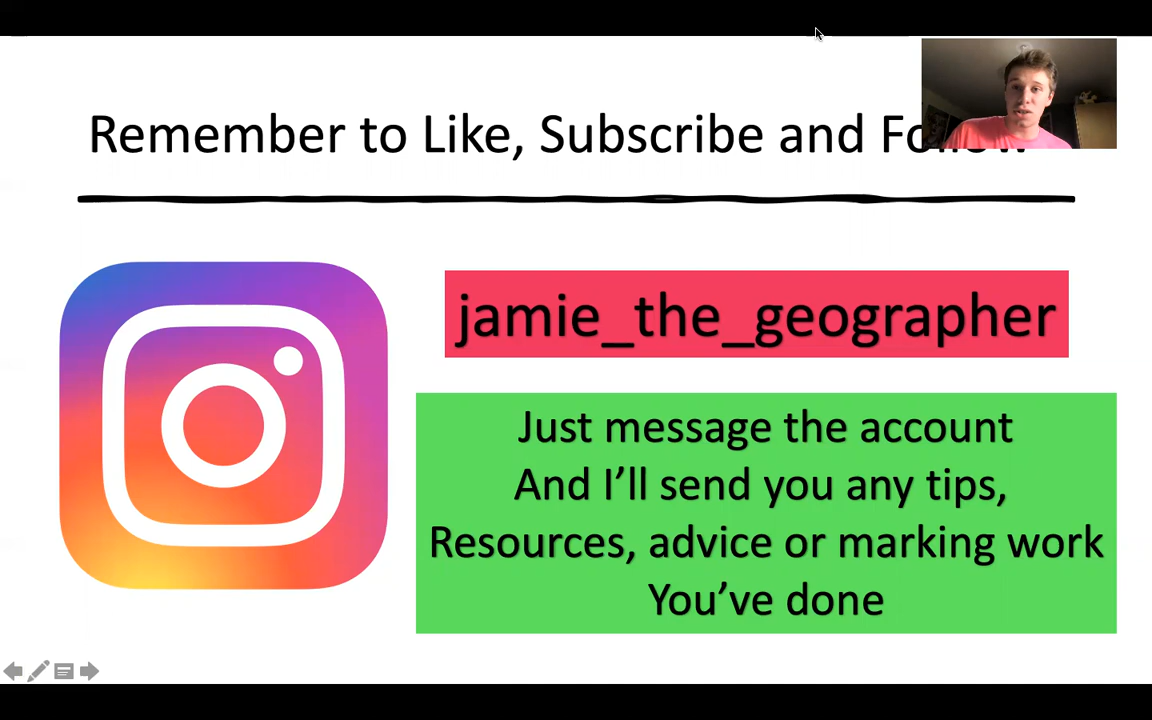 Remember to Like, Subscribe and
jamie_the_geographer
Just message the account
And I’ll send you any tips,
Resources, advice or marking work
You’ve done